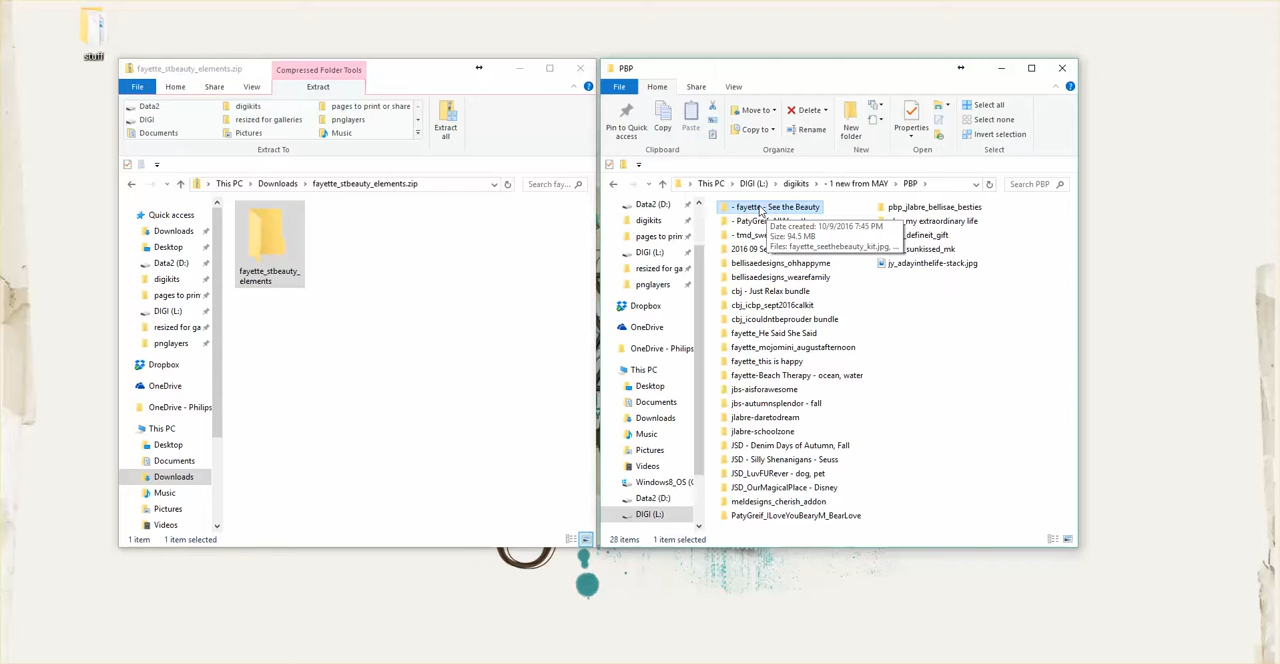 stuff
fayette_stbeauty_elements.zip
Compressed Folder Tools
File
Home
Share
View
Extract
Data2
digikits
pages to print or share
DIGI
resized for galleries
pnglayers
Documents
Pictures
Music
Extract
all
Extract To
This PC
Downloads
fayette_stbeauty_elements.zip
Search fay...
Quick access
Downloads
Desktop
Data2 (D:)
digikits
pages to print
DIGI (L:)
resized for ga
pnglayers
Dropbox
OneDrive
OneDrive - Philips
This PC
Desktop
Documents
Downloads
Music
Pictures
Videos
fayette_stbeauty_
elements
1 item
1 item selected
PBP
File
Home
Share
View
Pin to Quick
access
Copy
Paste
Clipboard
Move to
Copy to
Delete
Rename
Organize
New
folder
New
Properties
Open
Select all
Select none
Invert selection
Select
This PC
DIGI (L:)
digikits
- 1 new from MAY
PBP
Search PBP
Data2 (D:)
digikits
pages to prin
DIGI (L:)
resized for ga
pnglayers
Dropbox
OneDrive
OneDrive - Philips
This PC
Desktop
Documents
Downloads
Music
Pictures
Videos
Windows8_OS (
Data2 (D:)
DIGI (L:)
- fayette - See the Beauty
- PatyGrei
- tmd_swe
2016 09 Se
bellisaedesigns_ohhappyme
bellisaedesigns_wearefamily
cbj - Just Relax bundle
cbj_icbp_sept2016calkit
cbj_icouldntbeprouder bundle
fayette_He Said She Said
fayette_mojomini_augustafternoon
fayette_this is happy
fayette-Beach Therapy - ocean, water
jbs-aisforawesome
jbs-autumnsplendor - fall
jlabre-daretodream
jlabre-schoolzone
JSD - Denim Days of Autumn, Fall
JSD - Silly Shenanigans - Seuss
JSD_LuvFURever - dog, pet
JSD_OurMagicalPlace - Disney
meldesigns_cherish_addon
PatyGreif_ILoveYouBearyM_BearLove
Date created: 10/9/2016 7:45 PM
Size: 94.5 MB
Files: fayette_seethebeauty_kit.jpg, ...
pbp_jlabre_bellisae_besties
my extraordinary life
defineit_gift
sunkissed_mk
jy_adayinthelife-stack.jpg
28 items
1 item selected